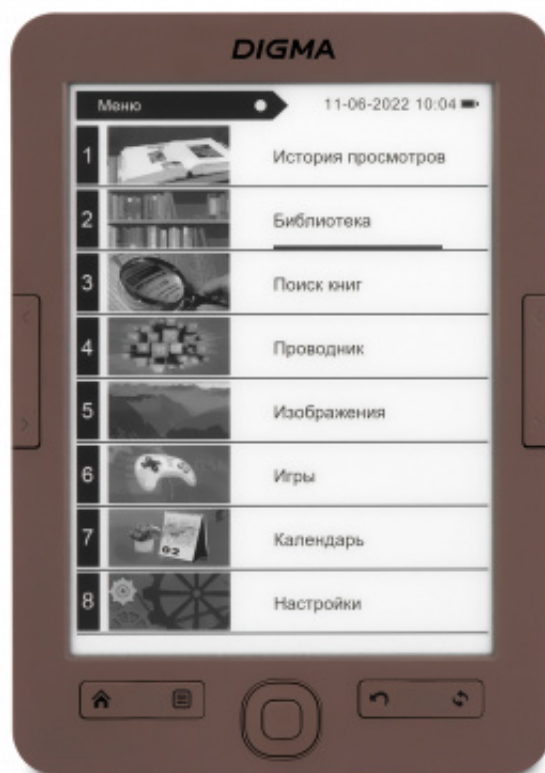 DIGMA
Меню 11-06-2022 10:04
1 История просмотров
2 Библиотека
3 Поиск книг
4 Проводник
5 Изображения
6 Игры
7 Календарь
8 Настройки